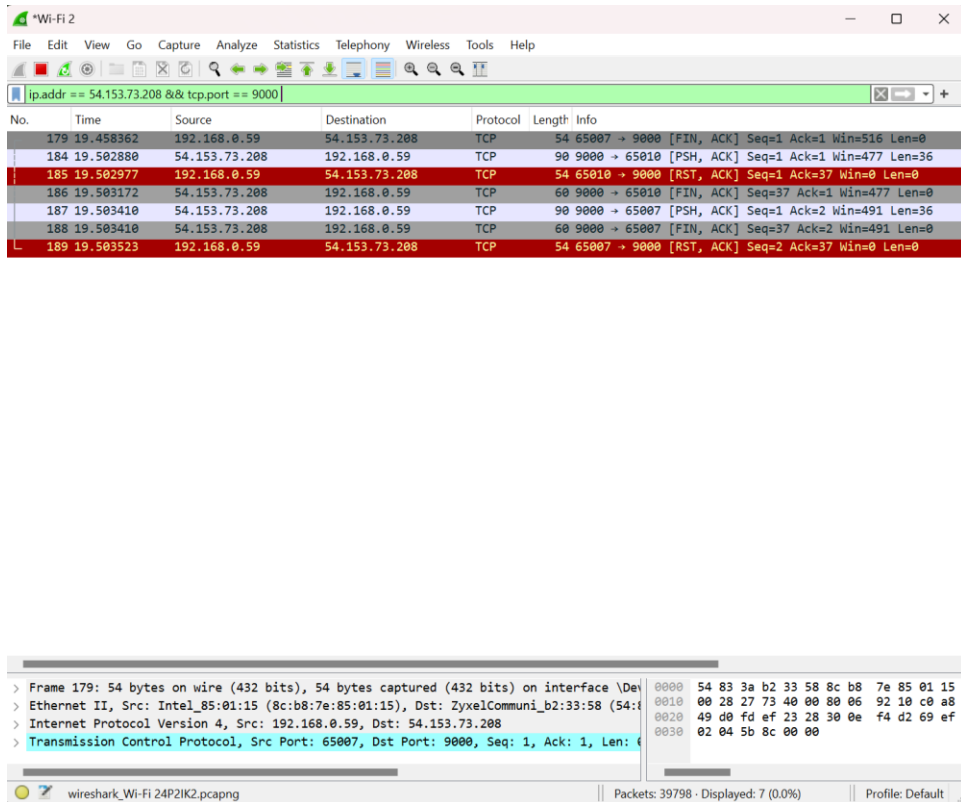 *Wi-Fi 2
File Edit View Go Capture Analyze Statistics Telephony Wireless Tools Help
ip.addr == 54.153.73.208 && tcp.port == 9000
No. Time Source Destination Protocol Length Info
179 19.458362 192.168.0.59 54.153.73.208 TCP 54 65007 → 9000 [FIN, ACK] Seq=1 Ack=1 Win=516 Len=0
184 19.502880 54.153.73.208 192.168.0.59 TCP 90 9000 → 65010 [PSH, ACK] Seq=1 Ack=1 Win=477 Len=36
185 19.502977 192.168.0.59 54.153.73.208 TCP 54 65010 → 9000 [RST, ACK] Seq=1 Ack=37 Win=0 Len=0
186 19.503172 54.153.73.208 192.168.0.59 TCP 60 9000 → 65010 [FIN, ACK] Seq=37 Ack=1 Win=477 Len=0
187 19.503410 54.153.73.208 192.168.0.59 TCP 90 9000 → 65007 [PSH, ACK] Seq=1 Ack=2 Win=491 Len=36
188 19.503410 54.153.73.208 192.168.0.59 TCP 60 9000 → 65007 [FIN, ACK] Seq=37 Ack=2 Win=491 Len=0
189 19.503523 192.168.0.59 54.153.73.208 TCP 54 65007 → 9000 [RST, ACK] Seq=2 Ack=37 Win=0 Len=0
Frame 179: 54 bytes on wire (432 bits), 54 bytes captured (432 bits) on interface \Dev
Ethernet II, Src: Intel_85:01:15 (8c:b8:7e:85:01:15), Dst: ZyxelCommuni_b2:33:58 (54:8
Internet Protocol Version 4, Src: 192.168.0.59, Dst: 54.153.73.208
Transmission Control Protocol, Src Port: 65007, Dst Port: 9000, Seq: 1, Ack: 1, Len: 0
0000 54 83 3a b2 33 58 8c b8 7e 85 01 15
0010 00 28 27 73 40 00 80 06 92 10 c0 a8
0020 49 d0 fd ef 23 28 30 0e f4 d2 69 ef
0030 02 04 5b 8c 00 00
wireshark_Wi-Fi 24P2IK2.pcapng Packets: 39798 · Displayed: 7 (0.0%) Profile: Default